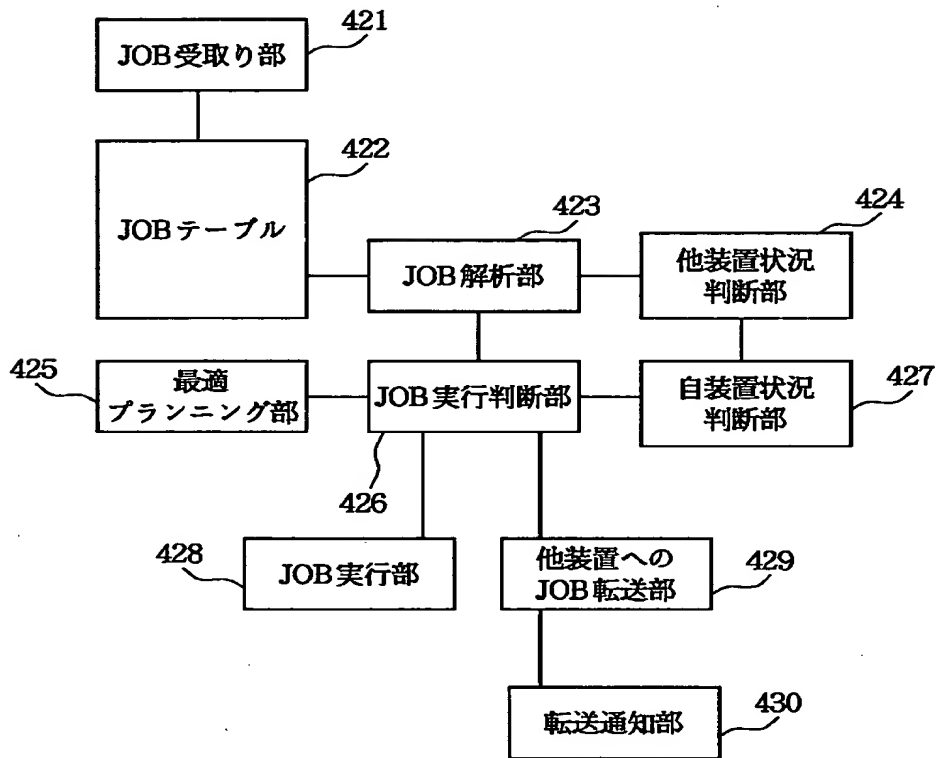 421
JOB受取り部
422
JOBテーブル
423
JOB解析部
424
他装置状況
判断部
425
最適
プランニング部
JOB実行判断部
426
自装置状況
判断部
427
428
JOB実行部
他装置への
JOB転送部
429
転送通知部
430